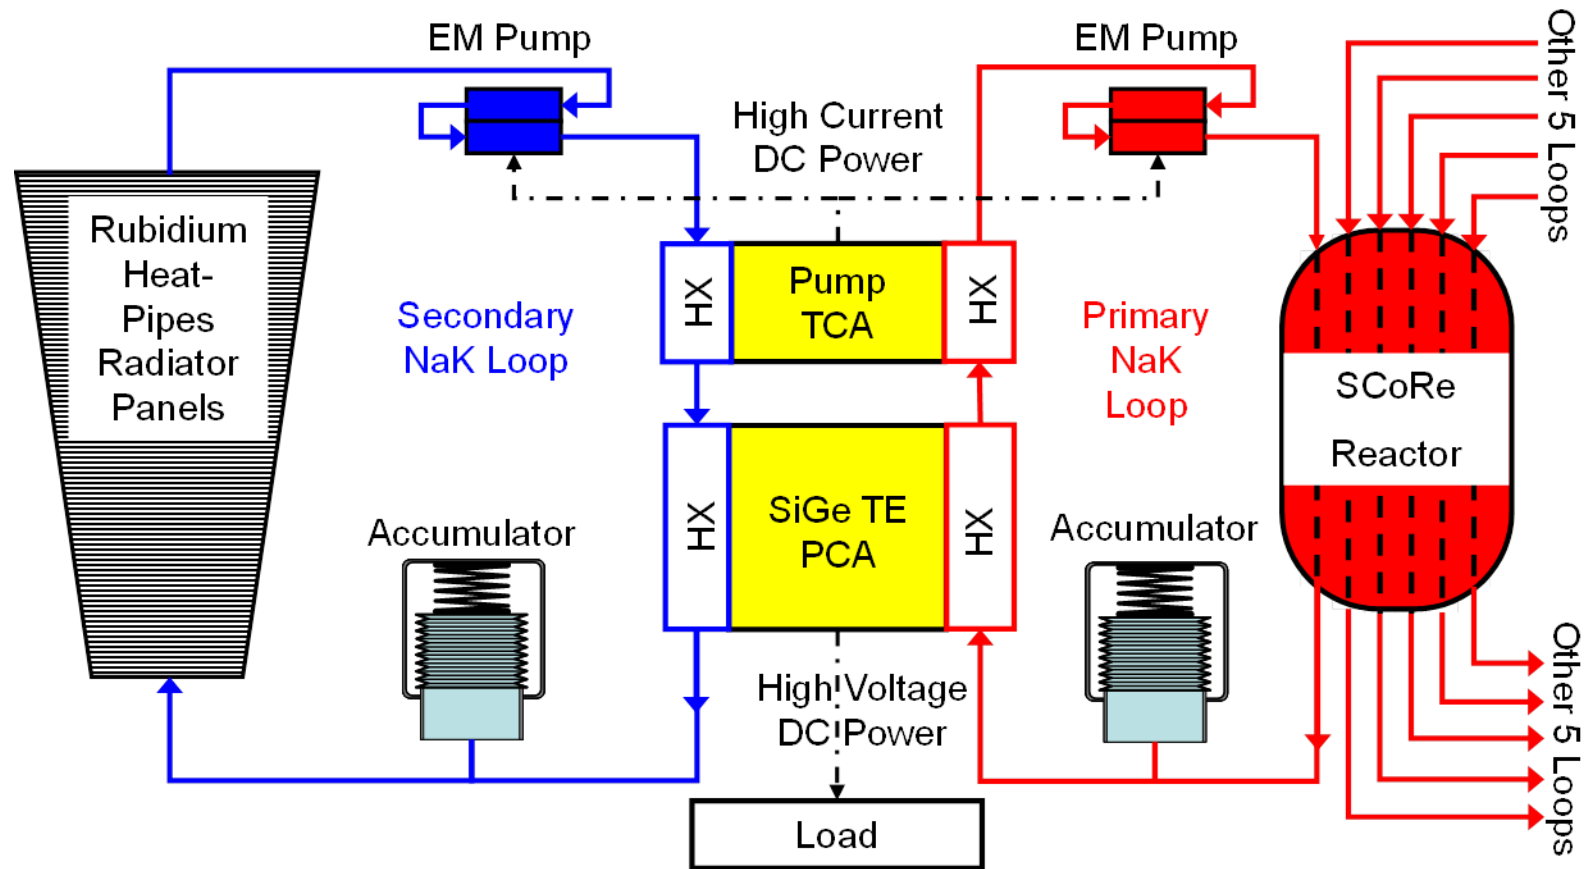 EM Pump
EM Pump
Other 5 Loops
High Current
DC Power
Rubidium
Heat-
Pipes
Radiator
Panels
Secondary
NaK Loop
HX
Pump
TCA
HX
Primary
NaK
Loop
SCoRe
Reactor
Accumulator
HX
SiGe TE
PCA
HX
Accumulator
High Voltage
DC Power
Other 5 Loops
Load